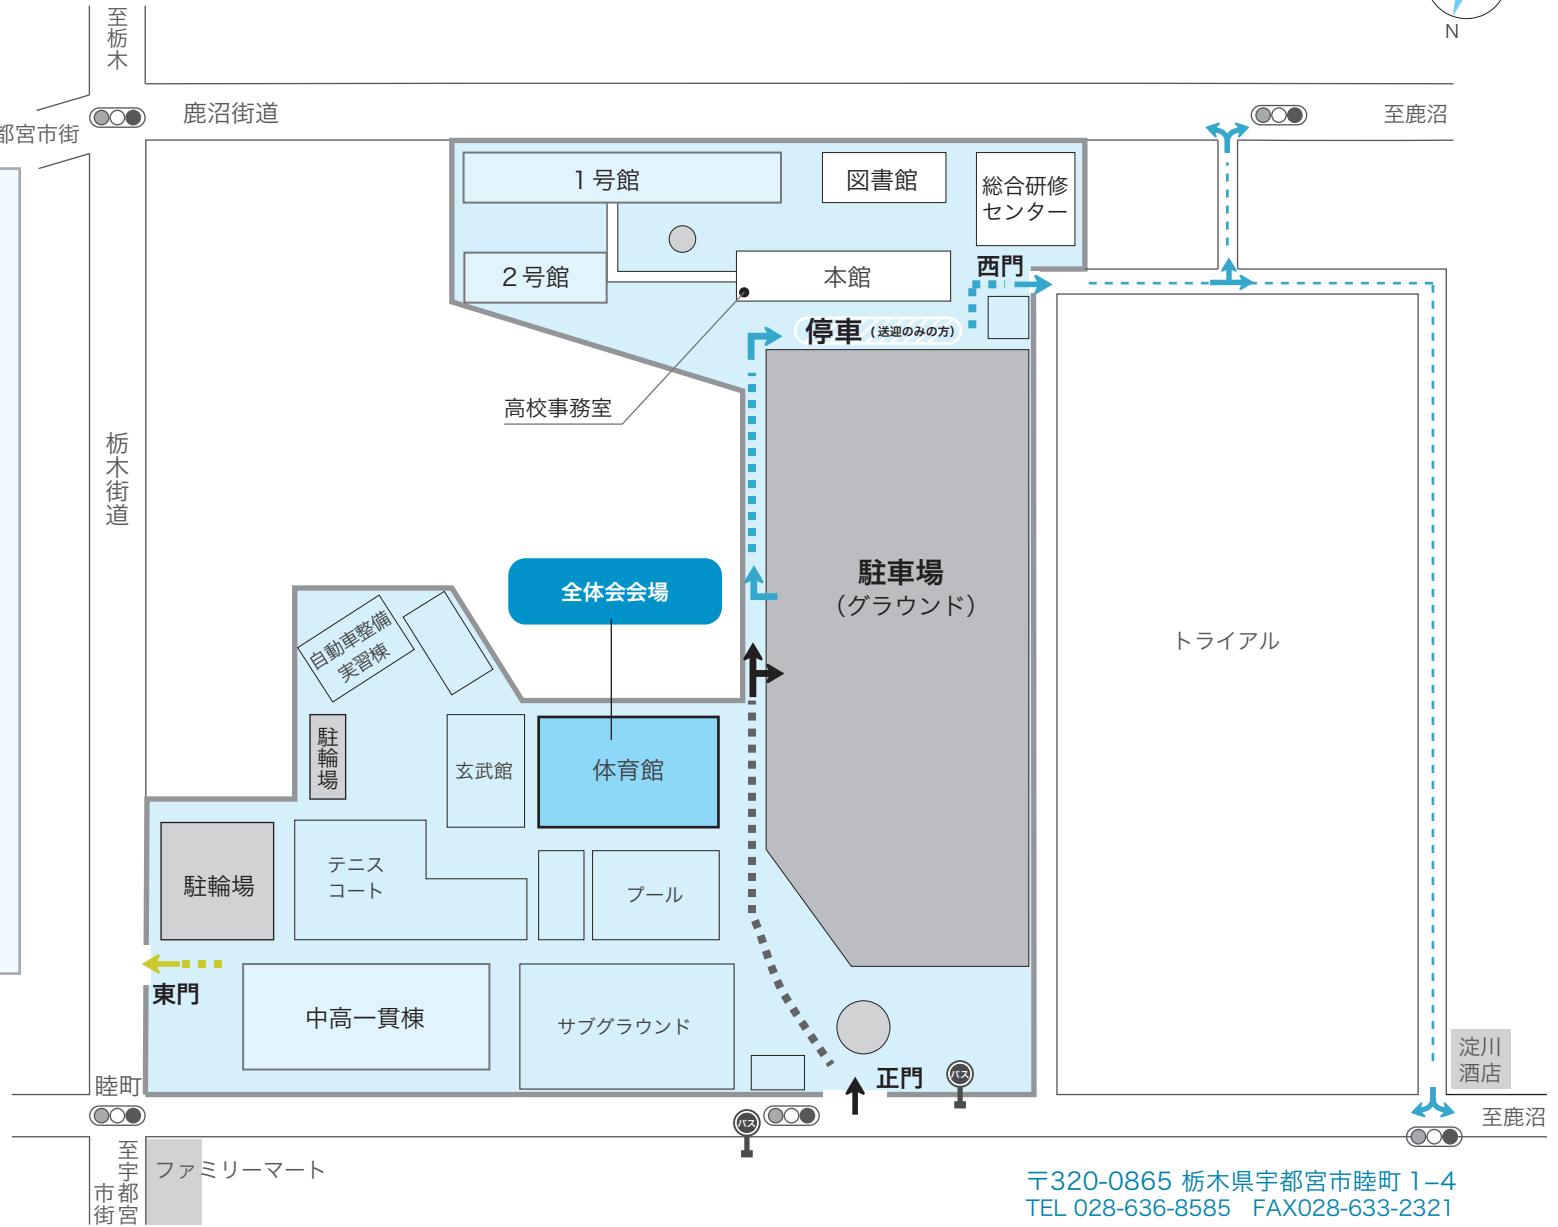 至栃木
N
鹿沼街道
至鹿沼
都宮市街
1号館
図書館
総合研修
センター
2号館
本館
西門
停車(送迎のみの方)
高校事務室
栃木街道
全体会会場
駐車場
(グラウンド)
自動車整備
実習棟
トライアル
駐輪場
玄武館
体育館
テニス
コート
駐輪場
プール
東門
中高一貫棟
サブグラウンド
正門
バス
淀川
酒店
睦町
バス
至鹿沼
至宇都宮
市街
ファミリーマート
〒320-0865 栃木県宇都宮市睦町 1–4
TEL 028-636-8585 FAX028-633-2321